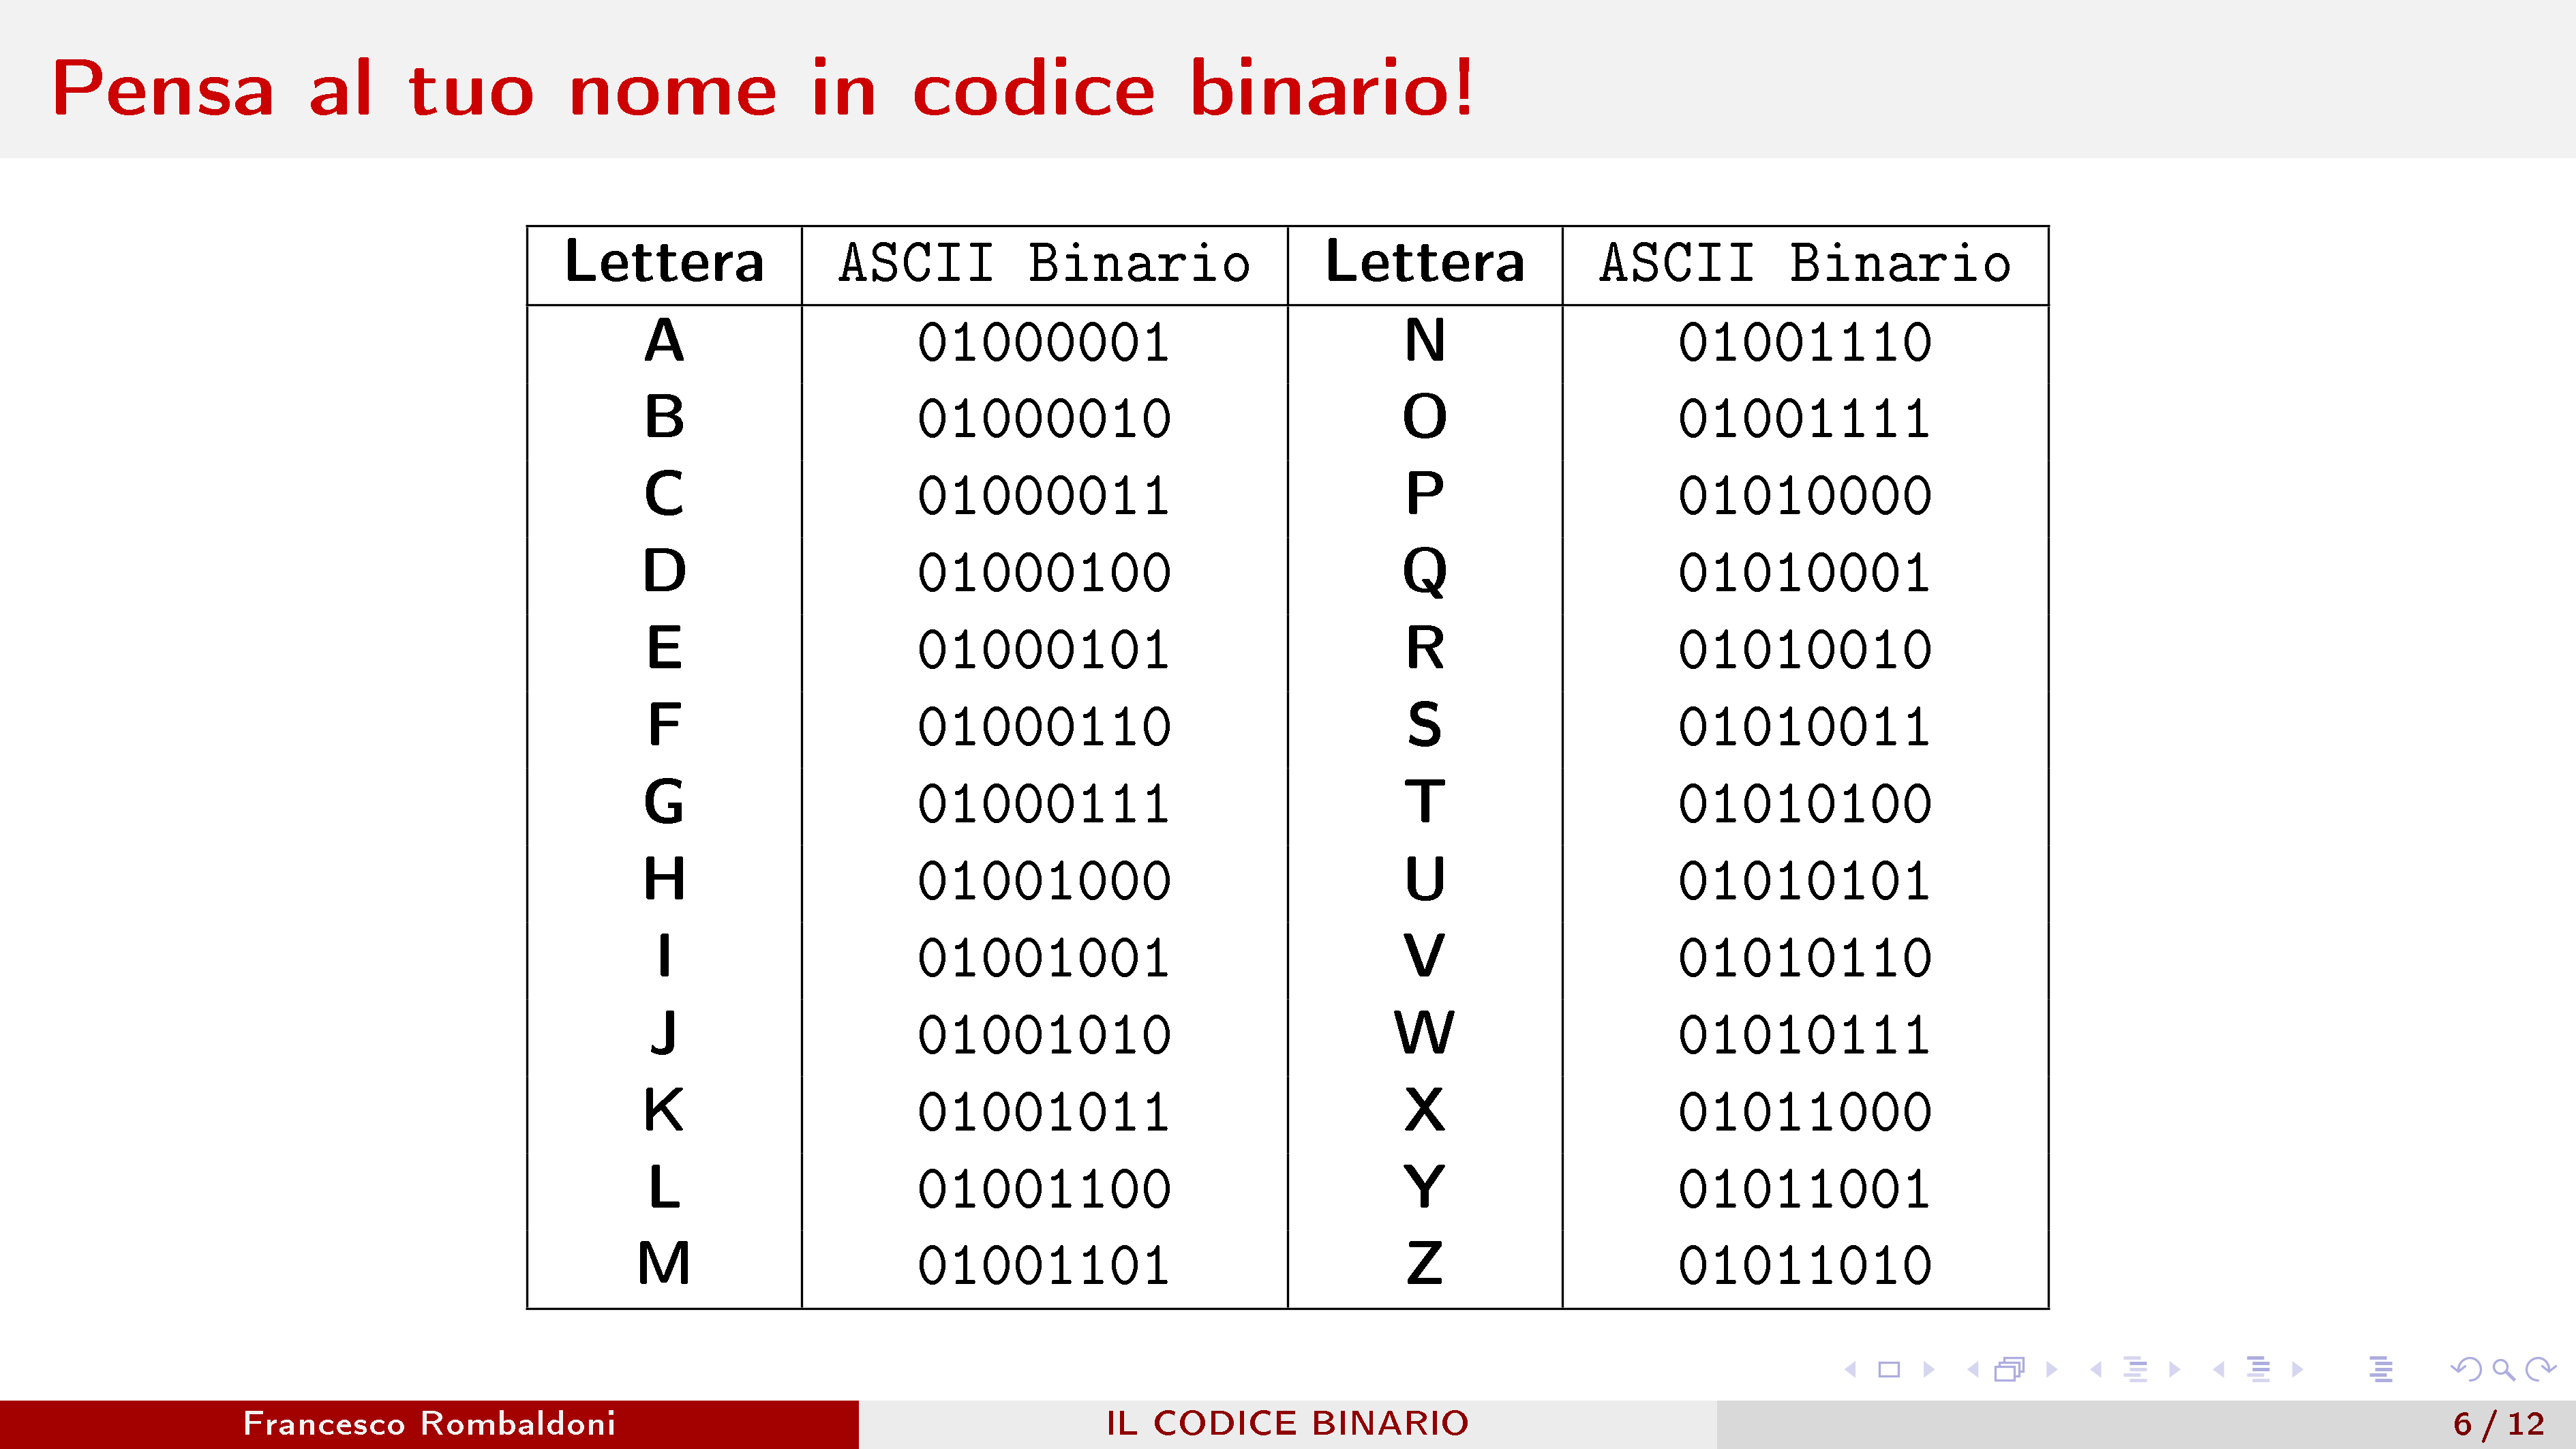 Pensa al tuo nome in codice binario!
Lettera ASCII Binario Lettera ASCII Binario
A 01000001 N 01001110
B 01000010 O 01001111
C 01000011 P 01010000
D 01000100 Q 01010001
E 01000101 R 01010010
F 01000110 S 01010011
G 01000111 T 01010100
H 01001000 U 01010101
I 01001001 V 01010110
J 01001010 W 01010111
K 01001011 X 01011000
L 01001100 Y 01011001
M 01001101 Z 01011010
Francesco Rombaldoni IL CODICE BINARIO 6 / 12